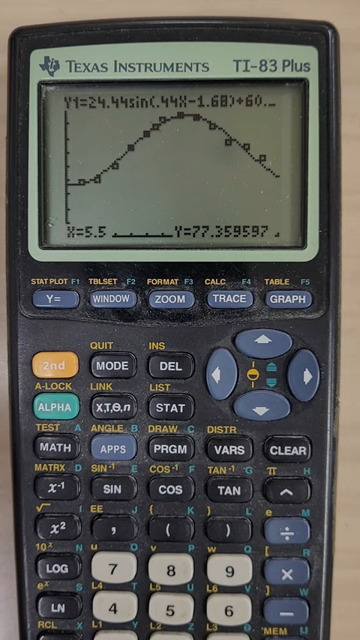 TEXAS INSTRUMENTS TI-83 Plus
Y1=24.44sin(.44X-1.68)+60.…
X=5.5 Y=77.359597
STAT PLOT F1 TBLSET F2 FORMAT F3 CALC F4 TABLE F5
Y= WINDOW ZOOM TRACE GRAPH
QUIT INS
2nd MODE DEL
A-LOCK LINK LIST
ALPHA X,T,Θ,n STAT
TEST A ANGLE B DRAW C DISTR
MATH APPS PRGM VARS CLEAR
MATRX D SIN⁻¹ E COS⁻¹ F TAN⁻¹ G π H
x⁻¹ SIN COS TAN ^
√ I EE J { K } L e M
x² , ( ) ÷
10ˣ N u O v P w Q [ R
LOG 7 8 9 ×
eˣ S L4 T L5 U L6 V ] W
LN 4 5 6 −
RCL X L1 Y L2 Z L3 MEM "